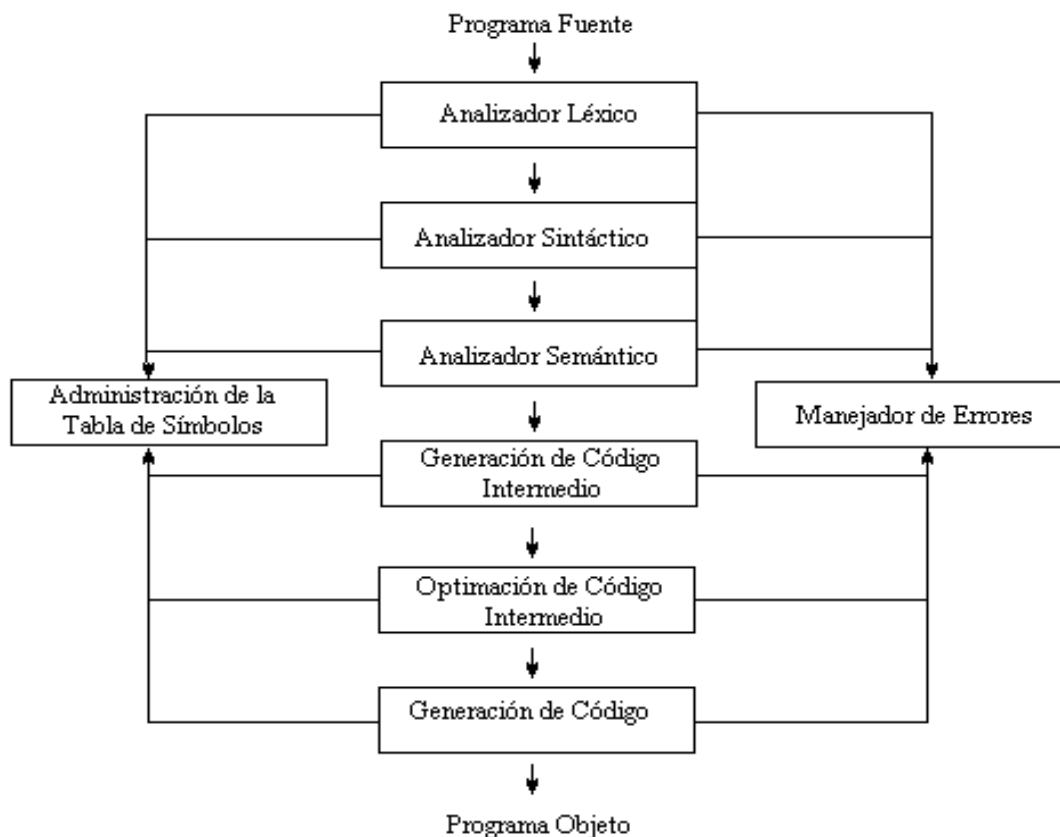 Programa Fuente
Analizador Léxico
Analizador Sintáctico
Analizador Semántico
Administración de la
Tabla de Símbolos
Manejador de Errores
Generación de Código
Intermedio
Optimación de Código
Intermedio
Generación de Código
Programa Objeto